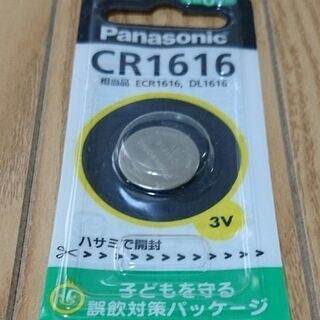 Panasonic
CR1616
相当品 ECR1616, DL1616
3V
ハサミで開封
子どもを守る
誤飲対策パッケージ